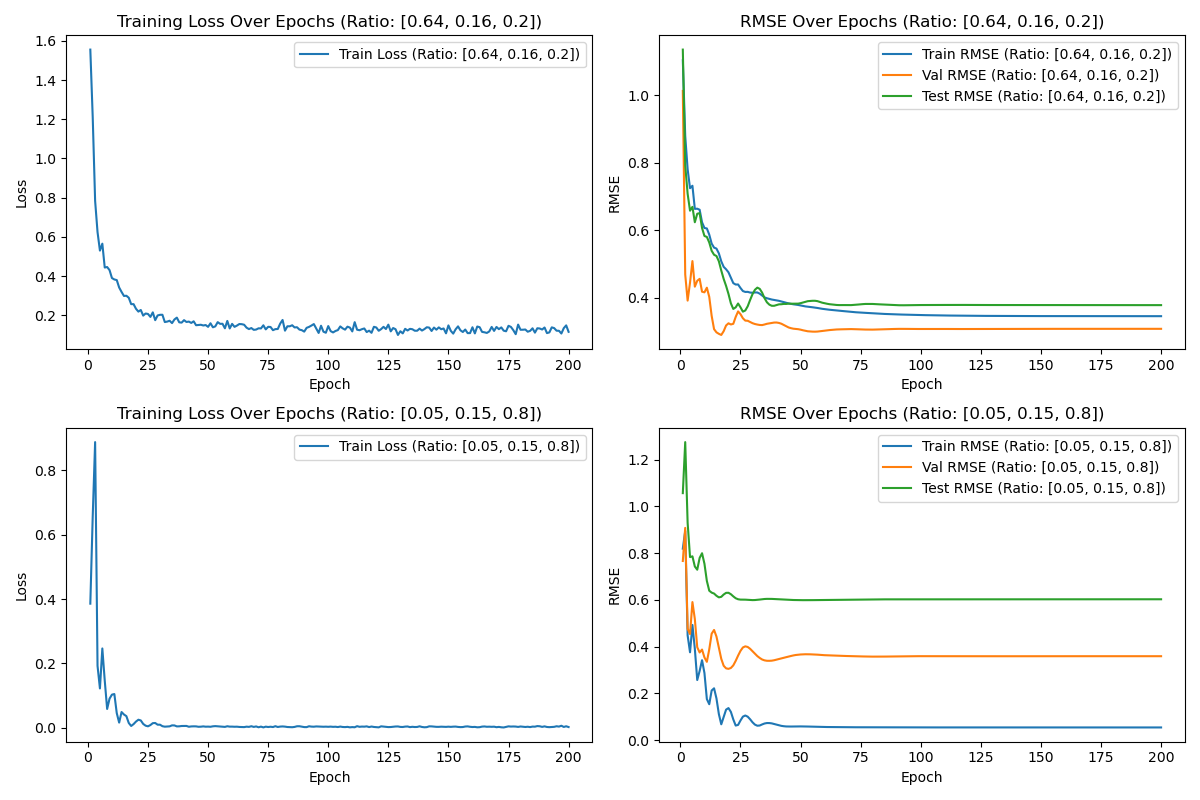 Training Loss Over Epochs (Ratio: [0.64, 0.16, 0.2])
Train Loss (Ratio: [0.64, 0.16, 0.2])
Loss
1.6
1.4
1.2
1.0
0.8
0.6
0.4
0.2
0 25 50 75 100 125 150 175 200
Epoch
RMSE Over Epochs (Ratio: [0.64, 0.16, 0.2])
Train RMSE (Ratio: [0.64, 0.16, 0.2])
Val RMSE (Ratio: [0.64, 0.16, 0.2])
Test RMSE (Ratio: [0.64, 0.16, 0.2])
RMSE
1.0
0.8
0.6
0.4
0 25 50 75 100 125 150 175 200
Epoch
Training Loss Over Epochs (Ratio: [0.05, 0.15, 0.8])
Train Loss (Ratio: [0.05, 0.15, 0.8])
Loss
0.8
0.6
0.4
0.2
0.0
0 25 50 75 100 125 150 175 200
Epoch
RMSE Over Epochs (Ratio: [0.05, 0.15, 0.8])
Train RMSE (Ratio: [0.05, 0.15, 0.8])
Val RMSE (Ratio: [0.05, 0.15, 0.8])
Test RMSE (Ratio: [0.05, 0.15, 0.8])
RMSE
1.2
1.0
0.8
0.6
0.4
0.2
0.0
0 25 50 75 100 125 150 175 200
Epoch